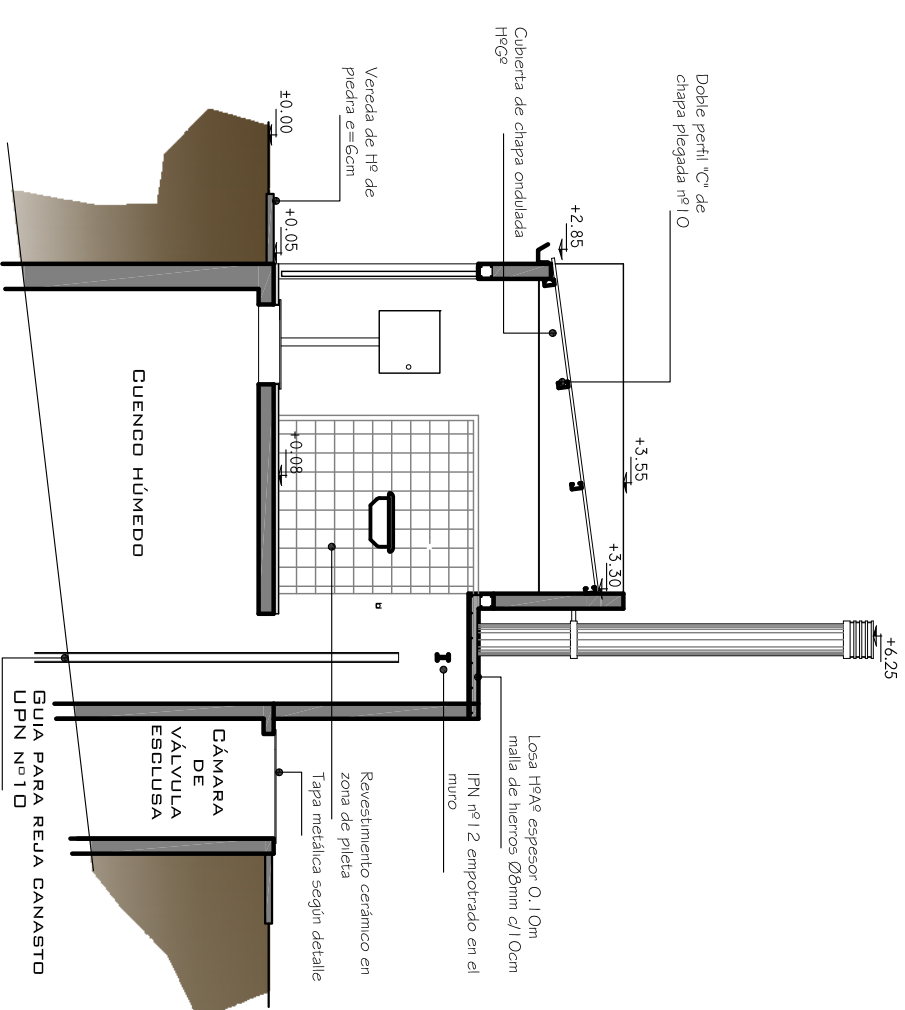 +6.25
Doble perfil "C" de
chapa plegada nº10
+3.55
+3.30
+2.85
Cubierta de chapa ondulada
HºGº
Losa HºAº espesor 0.10m
malla de hierros Ø8mm c/10cm
IPN nº12 empotrado en el
muro
Vereda de Hº de
piedra e=6cm
Revestimiento cerámico en
zona de pileta
Tapa metálica según detalle
±0.00
+0.05
+0.08
CUENCO HÚMEDO
CÁMARA
DE
VÁLVULA
ESCLUSA
GUIA PARA REJA CANASTO
UPN Nº10